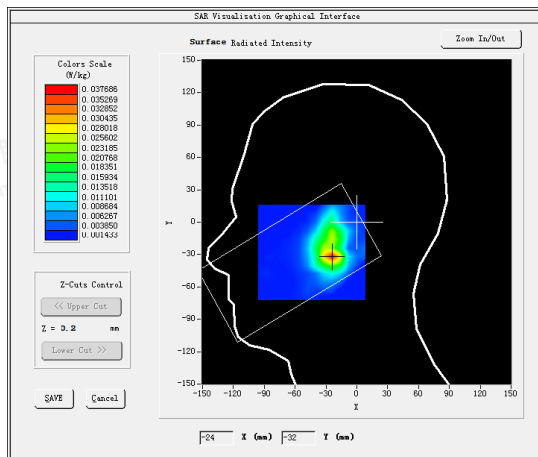 SAR Visualisation Graphical Interface
Surface Radiated Intensity
Zoom In/Out
Colors Scale
(W/kg)
0.037686
0.035269
0.032852
0.030435
0.028018
0.025602
0.023185
0.020768
0.018351
0.015934
0.013518
0.011101
0.008684
0.006267
0.003850
0.001433
Z-Cuts Control
<< Upper Cut
Z = 0.2 mm
Lower Cut >>
SAVE
Cancel
150
120
90
60
30
0
-30
-60
-90
-120
-150
Y
-150 -120 -90 -60 -30 0 30 60 90 120 150
X
-24 X (mm) -32 Y (mm)